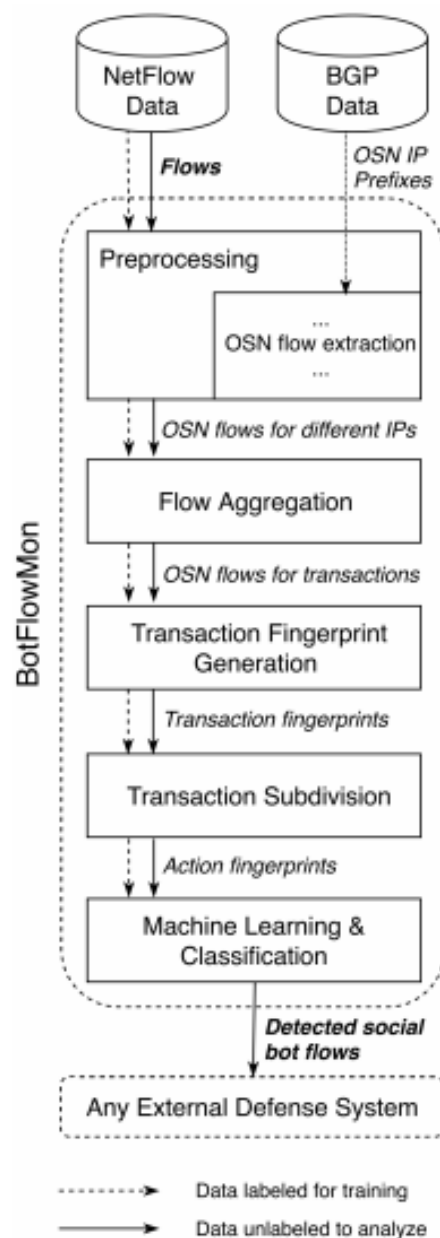 NetFlow
Data
BGP
Data
Flows
OSN IP
Prefixes
Preprocessing
...
OSN flow extraction
...
OSN flows for different IPs
Flow Aggregation
OSN flows for transactions
Transaction Fingerprint
Generation
Transaction fingerprints
Transaction Subdivision
Action fingerprints
Machine Learning &
Classification
BotFlowMon
Detected social
bot flows
Any External Defense System
Data labeled for training
Data unlabeled to analyze